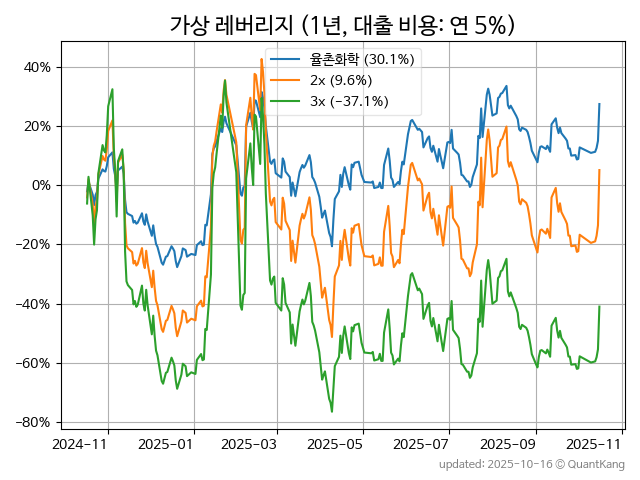 가상 레버리지 (1년, 대출 비용: 연 5%)
율촌화학 (30.1%)
2x (9.6%)
3x (−37.1%)
40%
20%
0%
−20%
−40%
−60%
−80%
2024-11 2025-01 2025-03 2025-05 2025-07 2025-09 2025-11
updated: 2025-10-16 © QuantKang